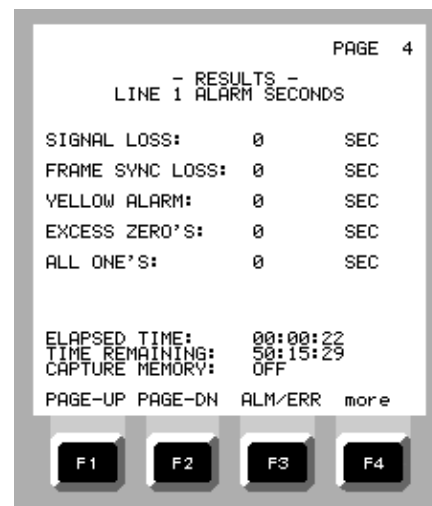 PAGE 4
- RESULTS -
LINE 1 ALARM SECONDS
SIGNAL LOSS: 0 SEC
FRAME SYNC LOSS: 0 SEC
YELLOW ALARM: 0 SEC
EXCESS ZERO'S: 0 SEC
ALL ONE'S: 0 SEC
ELAPSED TIME: 00:00:22
TIME REMAINING: 50:15:29
CAPTURE MEMORY: OFF
PAGE-UP PAGE-DN ALM/ERR more
F1 F2 F3 F4